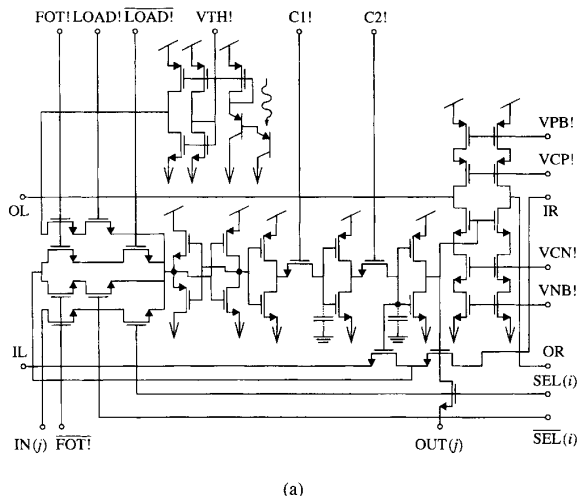 FOT! LOAD! LOAD! VTH! C1! C2!
VPB!
VCP!
OL
IR
VCN!
VNB!
IL
OR
SEL(i)
SEL(i)
IN(j) FOT! OUT(j)
(a)